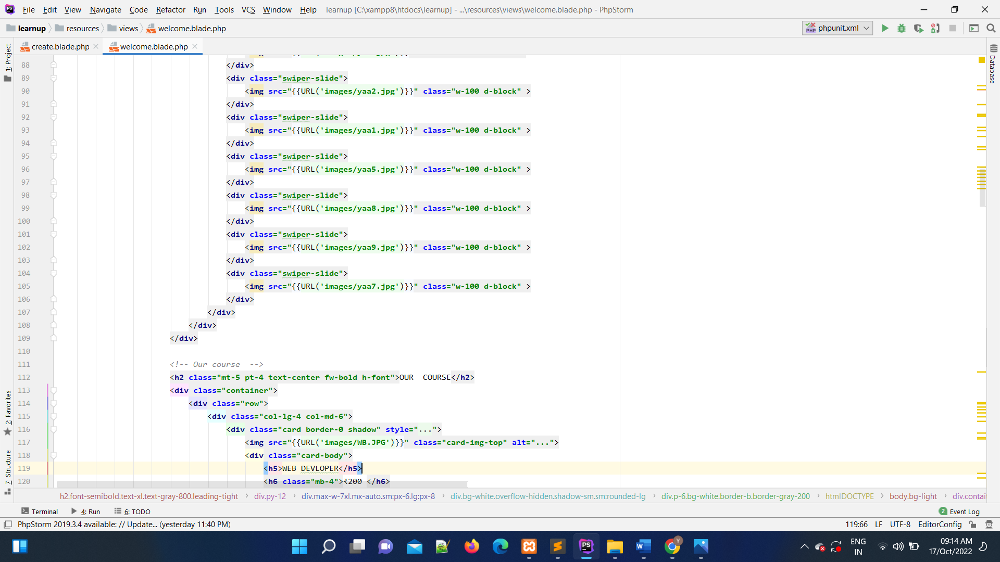 File Edit View Navigate Code Refactor Run Tools VCS Window Help learnup [C:\xampp8\htdocs\learnup] - ...\resources\views\welcome.blade.php - PhpStorm
learnup resources views welcome.blade.php phpunit.xml
create.blade.php welcome.blade.php
1: Project
Database
88 </div>
89 <div class="swiper-slide">
90 <img src="{{URL('images/yaa2.jpg')}}" class="w-100 d-block" >
91 </div>
92 <div class="swiper-slide">
93 <img src="{{URL('images/yaa1.jpg')}}" class="w-100 d-block" >
94 </div>
95 <div class="swiper-slide">
96 <img src="{{URL('images/yaa5.jpg')}}" class="w-100 d-block" >
97 </div>
98 <div class="swiper-slide">
99 <img src="{{URL('images/yaa8.jpg')}}" class="w-100 d-block" >
100 </div>
101 <div class="swiper-slide">
102 <img src="{{URL('images/yaa9.jpg')}}" class="w-100 d-block" >
103 </div>
104 <div class="swiper-slide">
105 <img src="{{URL('images/yaa7.jpg')}}" class="w-100 d-block" >
106 </div>
107 </div>
108 </div>
109 </div>
110
111 <!-- Our course  -->
112 <h2 class="mt-5 pt-4 text-center fw-bold h-font">OUR  COURSE</h2>
113 <div class="container">
114 <div class="row">
115 <div class="col-lg-4 col-md-6">
116 <div class="card border-0 shadow" style="...">
117 <img src="{{URL('images/WB.JPG')}}" class="card-img-top" alt="...">
118 <div class="card-body">
119 <h5>WEB DEVLOPER</h5>
120 <h6 class="mb-4">₹200 </h6>
2: Favorites
7: Structure
h2.font-semibold.text-xl.text-gray-800.leading-tight div.py-12 div.max-w-7xl.mx-auto.sm:px-6.lg:px-8 div.bg-white.overflow-hidden.shadow-sm.sm:rounded-lg div.p-6.bg-white.border-b.border-gray-200 htmlDOCTYPE body.bg-light div.contai
Terminal 4: Run 6: TODO 2 Event Log
PhpStorm 2019.3.4 available: // Update... (yesterday 11:40 PM) 119:66 LF UTF-8 EditorConfig
ENG 09:14 AM
IN 17/Oct/2022